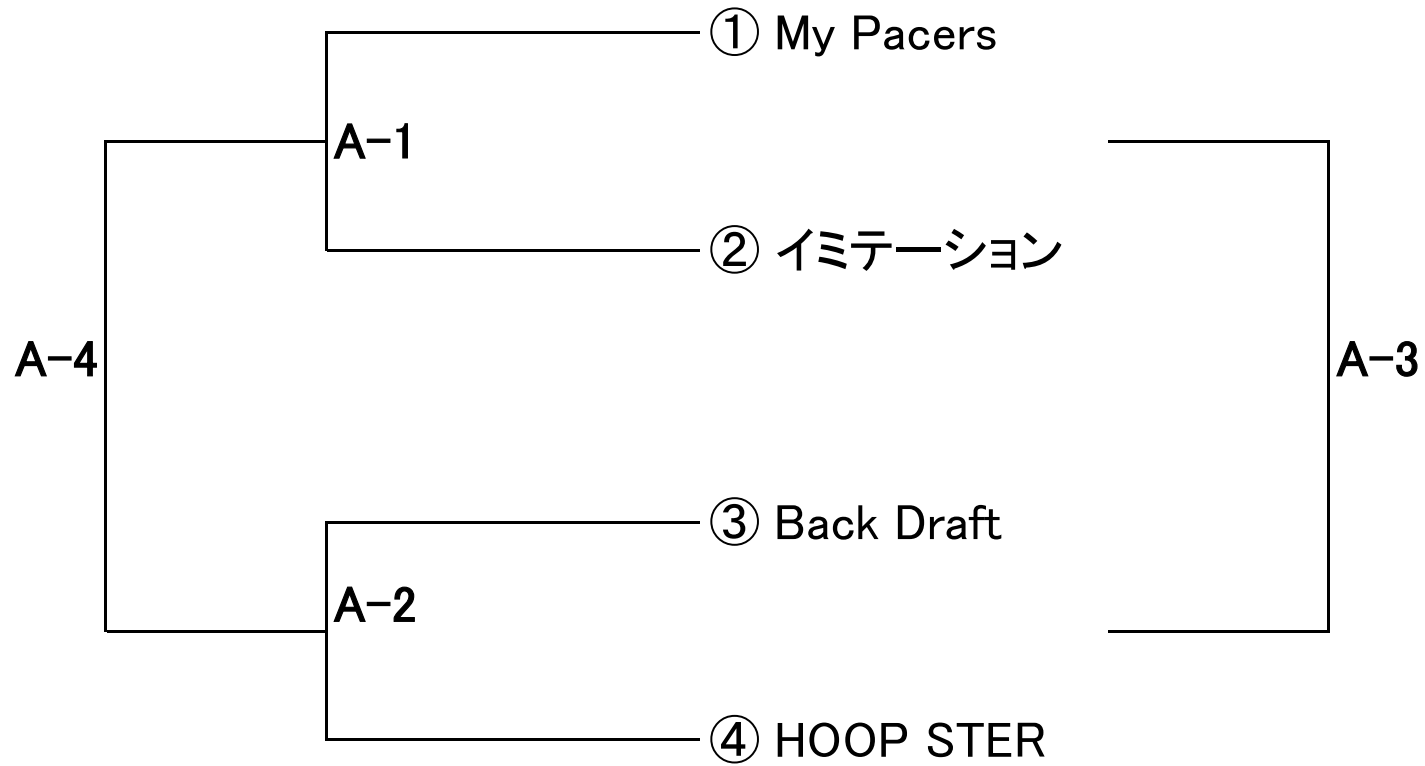 ① My Pacers
A-1
② イミテーション
A-4
A-3
③ Back Draft
A-2
④ HOOP STER